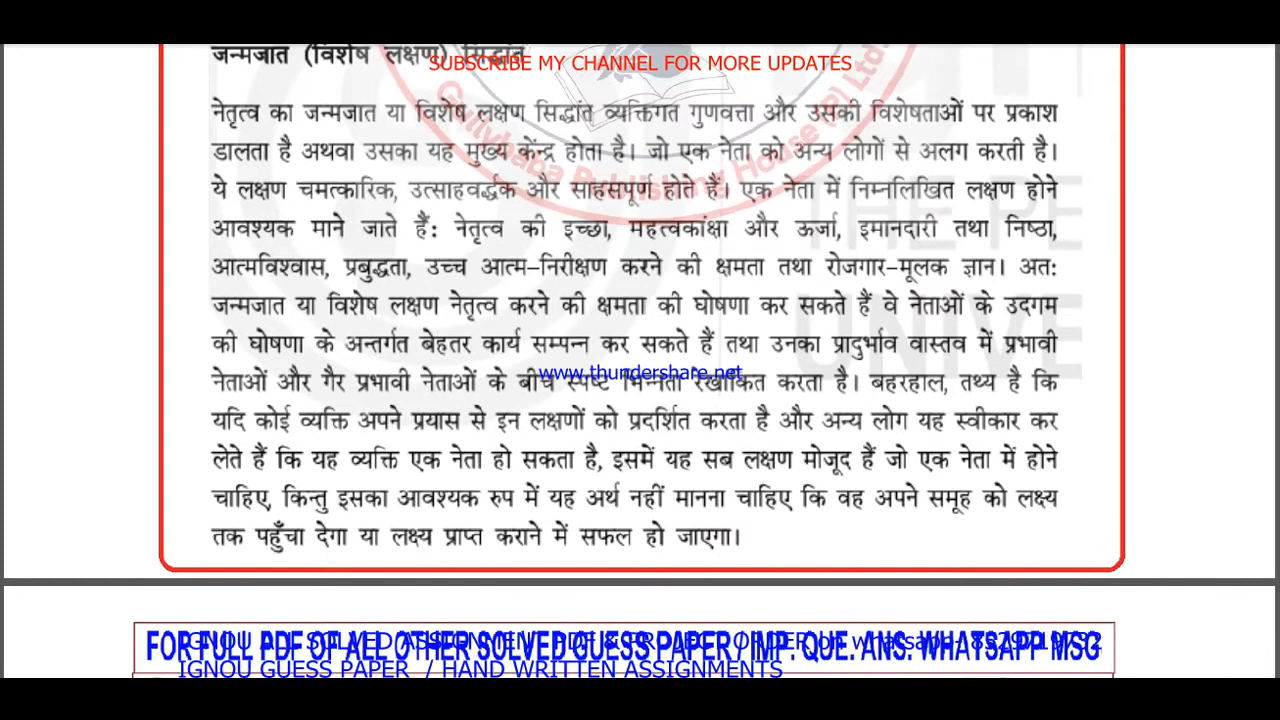 जन्मजात (विशेष लक्षण) सिद्धांत
SUBSCRIBE MY CHANNEL FOR MORE UPDATES
Gullybaba Publishing House (P) Ltd.
नेतृत्व का जन्मजात या विशेष लक्षण सिद्धांत व्यक्तिगत गुणवत्ता और उसकी विशेषताओं पर प्रकाश
डालता है अथवा उसका यह मुख्य केंन्द्र होता है। जो एक नेता को अन्य लोगों से अलग करती है।
ये लक्षण चमत्कारिक, उत्साहवर्द्धक और साहसपूर्ण होते हैं। एक नेता में निम्नलिखित लक्षण होने
आवश्यक माने जाते हैं: नेतृत्व की इच्छा, महत्वकांक्षा और ऊर्जा, इमानदारी तथा निष्ठा,
आत्मविश्वास, प्रबुद्धता, उच्च आत्म-निरीक्षण करने की क्षमता तथा रोजगार-मूलक ज्ञान। अतः
जन्मजात या विशेष लक्षण नेतृत्व करने की क्षमता की घोषणा कर सकते हैं वे नेताओं के उदगम
की घोषणा के अन्तर्गत बेहतर कार्य सम्पन्न कर सकते हैं तथा उनका प्रादुर्भाव वास्तव में प्रभावी
www.thundershare.net
नेताओं और गैर प्रभावी नेताओं के बीच स्पष्ट भिन्नता रेखांकित करता है। बहरहाल, तथ्य है कि
यदि कोई व्यक्ति अपने प्रयास से इन लक्षणों को प्रदर्शित करता है और अन्य लोग यह स्वीकार कर
लेते हैं कि यह व्यक्ति एक नेता हो सकता है, इसमें यह सब लक्षण मोजूद हैं जो एक नेता में होने
चाहिए, किन्तु इसका आवश्यक रुप में यह अर्थ नहीं मानना चाहिए कि वह अपने समूह को लक्ष्य
तक पहुँचा देगा या लक्ष्य प्राप्त कराने में सफल हो जाएगा।
THE PE
UNIVE
FOR FULL PDF OF ALL OTHER SOLVED GUESS PAPER / IMP. QUE. ANS. WHATSAPP MSG
IGNOU GUESS PAPER / HAND WRITTEN ASSIGNMENTS